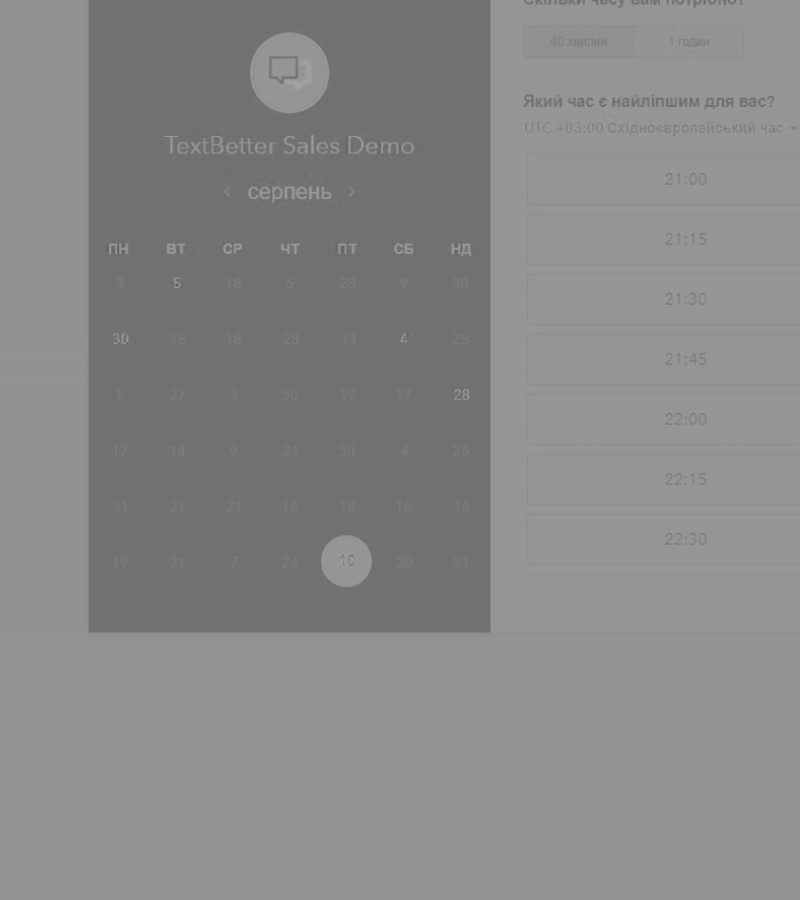 TextBetter Sales Demo
серпень
ПН ВТ СР ЧТ ПТ СБ НД
3 5 18 6 28 9 30
30 15 18 28 13 4 25
1 27 3 30 19 17 28
17 14 9 21 30 4 26
31 21 21 16 18 16 14
19 21 7 24 10 20 21
Скільки часу вам потрібно?
40 хвилин 1 годин
Який час є найліпшим для вас?
UTC +03:00 Східноєвропейський час
21:00
21:15
21:30
21:45
22:00
22:15
22:30